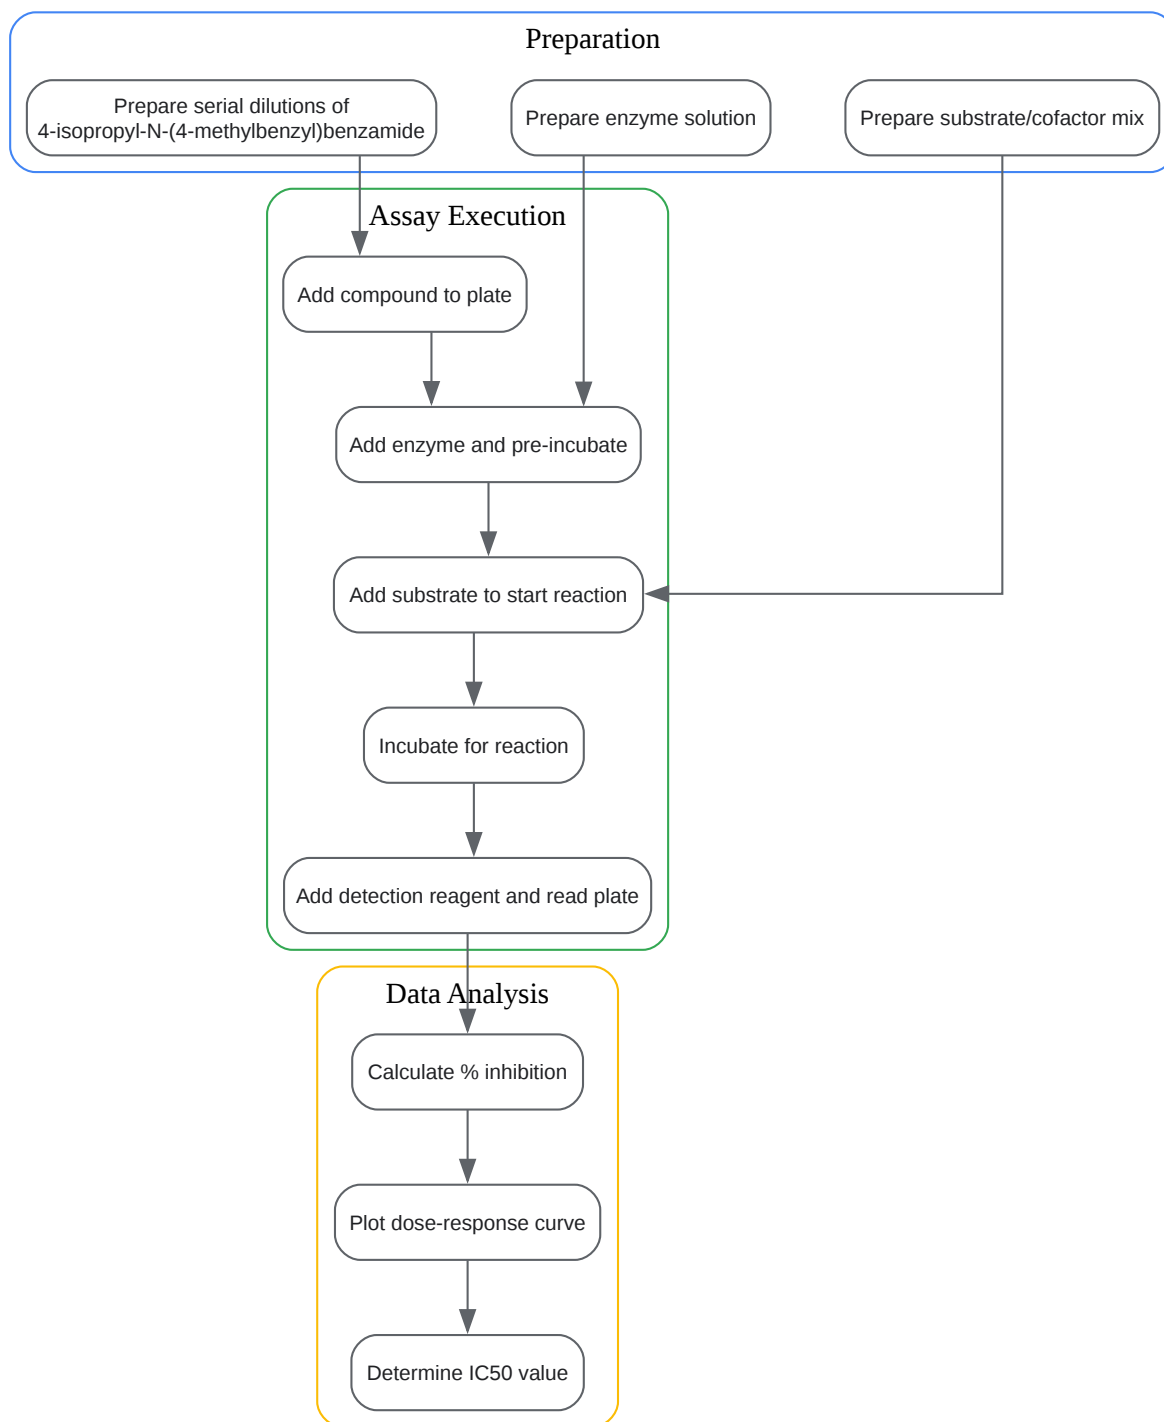 Preparation
Prepare serial dilutions of
4-isopropyl-N-(4-methylbenzyl)benzamide
Prepare enzyme solution
Prepare substrate/cofactor mix
Assay Execution
Add compound to plate
Add enzyme and pre-incubate
Add substrate to start reaction
Incubate for reaction
Add detection reagent and read plate
Data Analysis
Calculate % inhibition
Plot dose-response curve
Determine IC50 value